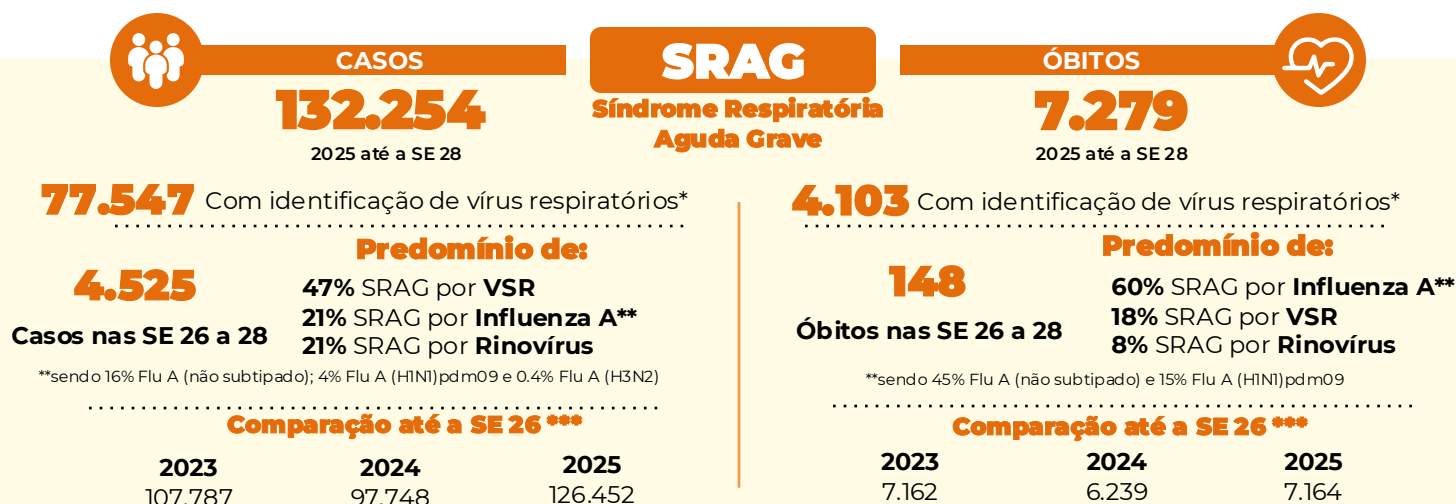 SRAG
Síndrome Respiratória
Aguda Grave
CASOS
132.254
2025 até a SE 28
77.547 Com identificação de vírus respiratórios*
4.525
Casos nas SE 26 a 28
Predomínio de:
47% SRAG por VSR
21% SRAG por Influenza A**
21% SRAG por Rinovírus
**sendo 16% Flu A (não subtipado); 4% Flu A (H1N1)pdm09 e 0.4% Flu A (H3N2)
Comparação até a SE 26 ***
2023 2024 2025
107.787 97.748 126.452
ÓBITOS
7.279
2025 até a SE 28
4.103 Com identificação de vírus respiratórios*
148
Óbitos nas SE 26 a 28
Predomínio de:
60% SRAG por Influenza A**
18% SRAG por VSR
8% SRAG por Rinovírus
**sendo 45% Flu A (não subtipado) e 15% Flu A (H1N1)pdm09
Comparação até a SE 26 ***
2023 2024 2025
7.162 6.239 7.164